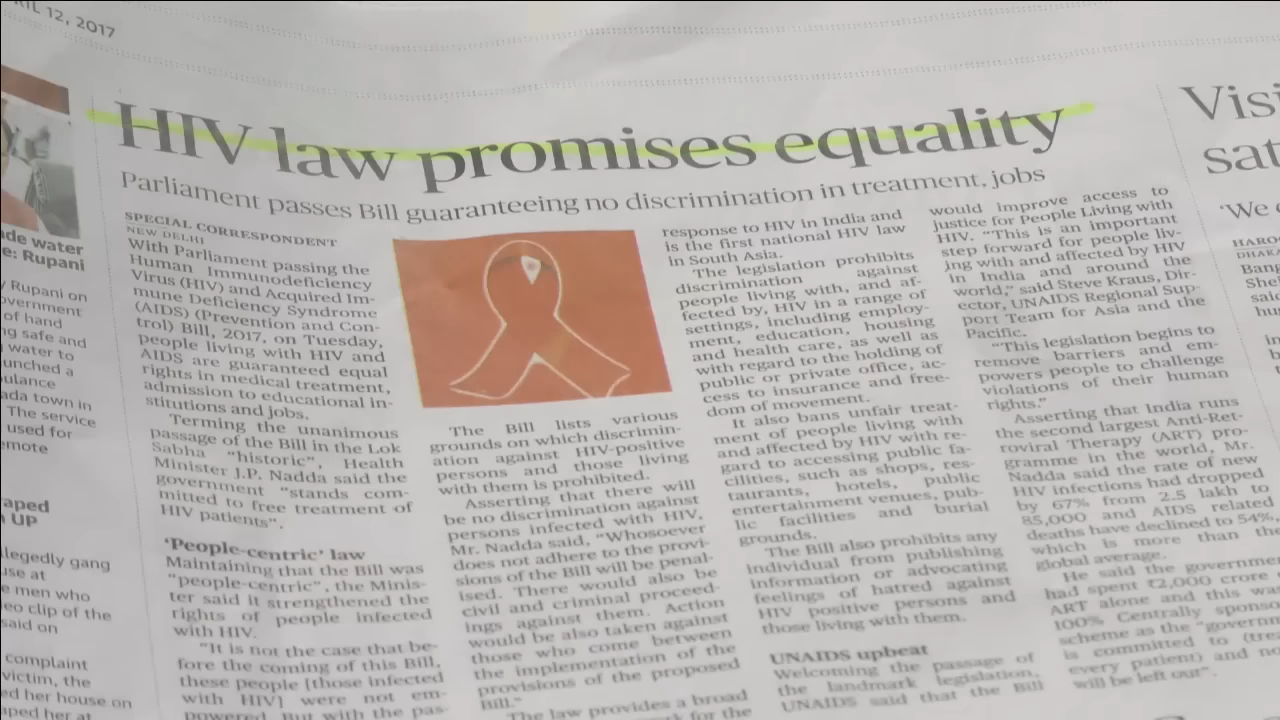 12, 2017
HIV law promises equality
Parliament passes Bill guaranteeing no discrimination in treatment, jobs
SPECIAL CORRESPONDENT
NEW DELHI
With Parliament passing the
Human Immunodeficiency
Virus (HIV) and Acquired Im-
mune Deficiency Syndrome
(AIDS) (Prevention and Con-
trol) Bill, 2017, on Tuesday,
people living with HIV and
AIDS are guaranteed equal
rights in medical treatment,
admission to educational in-
stitutions and jobs.
Terming the unanimous
passage of the Bill in the Lok
Sabha "historic", Health
Minister J.P. Nadda said the
government "stands com-
mitted to free treatment of
HIV patients".
'People-centric' law
Maintaining that the Bill was
"people-centric", the Minis-
ter said it strengthened the
rights of people infected
with HIV.
"It is not the case that be-
fore the coming of this Bill,
these people [those infected
with HIV] were not em-
powered. But with the pas-
The Bill lists various
grounds on which discrimin-
ation against HIV-positive
persons and those living
with them is prohibited.
Asserting that there will
be no discrimination against
persons infected with HIV,
Mr. Nadda said, "Whosoever
does not adhere to the provi-
sions of the Bill will be penal-
ised. There would also be
civil and criminal proceed-
ings against them. Action
would be also taken against
those who come between
the implementation of the
provisions of the proposed
Bill."
The law provides a broad
for the
response to HIV in India and
is the first national HIV law
in South Asia.
The legislation prohibits
discrimination against
people living with, and af-
fected by, HIV in a range of
settings, including employ-
ment, education, housing
and health care, as well as
with regard to the holding of
public or private office, ac-
cess to insurance and free-
dom of movement.
It also bans unfair treat-
ment of people living with
and affected by HIV with re-
gard to accessing public fa-
cilities, such as shops, res-
taurants, hotels, public
entertainment venues, pub-
lic facilities and burial
grounds.
The Bill also prohibits any
individual from publishing
information or advocating
feelings of hatred against
HIV positive persons and
those living with them.
UNAIDS upbeat
Welcoming the passage of
the landmark legislation,
UNAIDS said that the Bill
would improve access to
justice for People Living with
HIV. "This is an important
step forward for people liv-
ing with and affected by HIV
in India and around the
world," said Steve Kraus, Dir-
ector, UNAIDS Regional Sup-
port Team for Asia and the
Pacific.
"This legislation begins to
remove barriers and em-
powers people to challenge
violations of their human
rights."
Asserting that India runs
the second largest Anti-Ret-
roviral Therapy (ART) pro-
gramme in the world, Mr.
Nadda said the rate of new
HIV infections had dropped
by 67% from 2.5 lakh to
85,000 and AIDS related
deaths have declined to 54%,
which is more than the
global average.
He said the governme
had spent ₹2,000 crore
ART alone and this wa
100% Centrally sponso
scheme as the "governm
is committed to (trea
every patient) and no
will be left out".
de water
e: Rupani
Rupani on
overnment
of hand
ng safe and
water to
unched a
ulance
ada town in
The service
used for
emote
aped
UP
llegedly gang
use at
e men who
eo clip of the
said on
complaint
victim, the
ed her house on
aped her at
Visi
sat
'We
HARO
DHAKA
Bang
Shei
said
hum
in